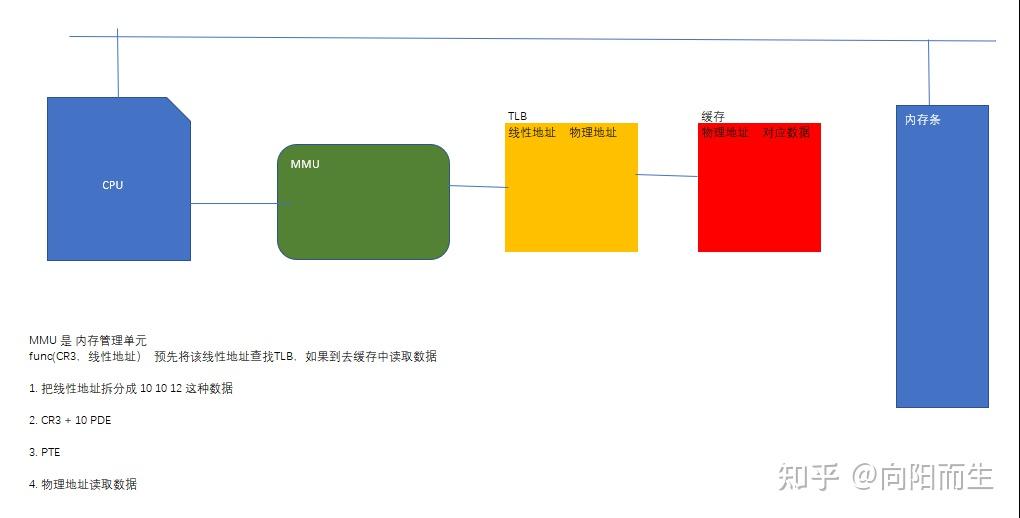 TLB
缓存
线性地址 物理地址
物理地址 对应数据
内存条
MMU
CPU
MMU 是 内存管理单元
func(CR3，线性地址） 预先将该线性地址查找TLB，如果到去缓存中读取数据
1. 把线性地址拆分成 10 10 12 这种数据
2. CR3 + 10 PDE
3. PTE
4. 物理地址读取数据
知乎 @向阳而生